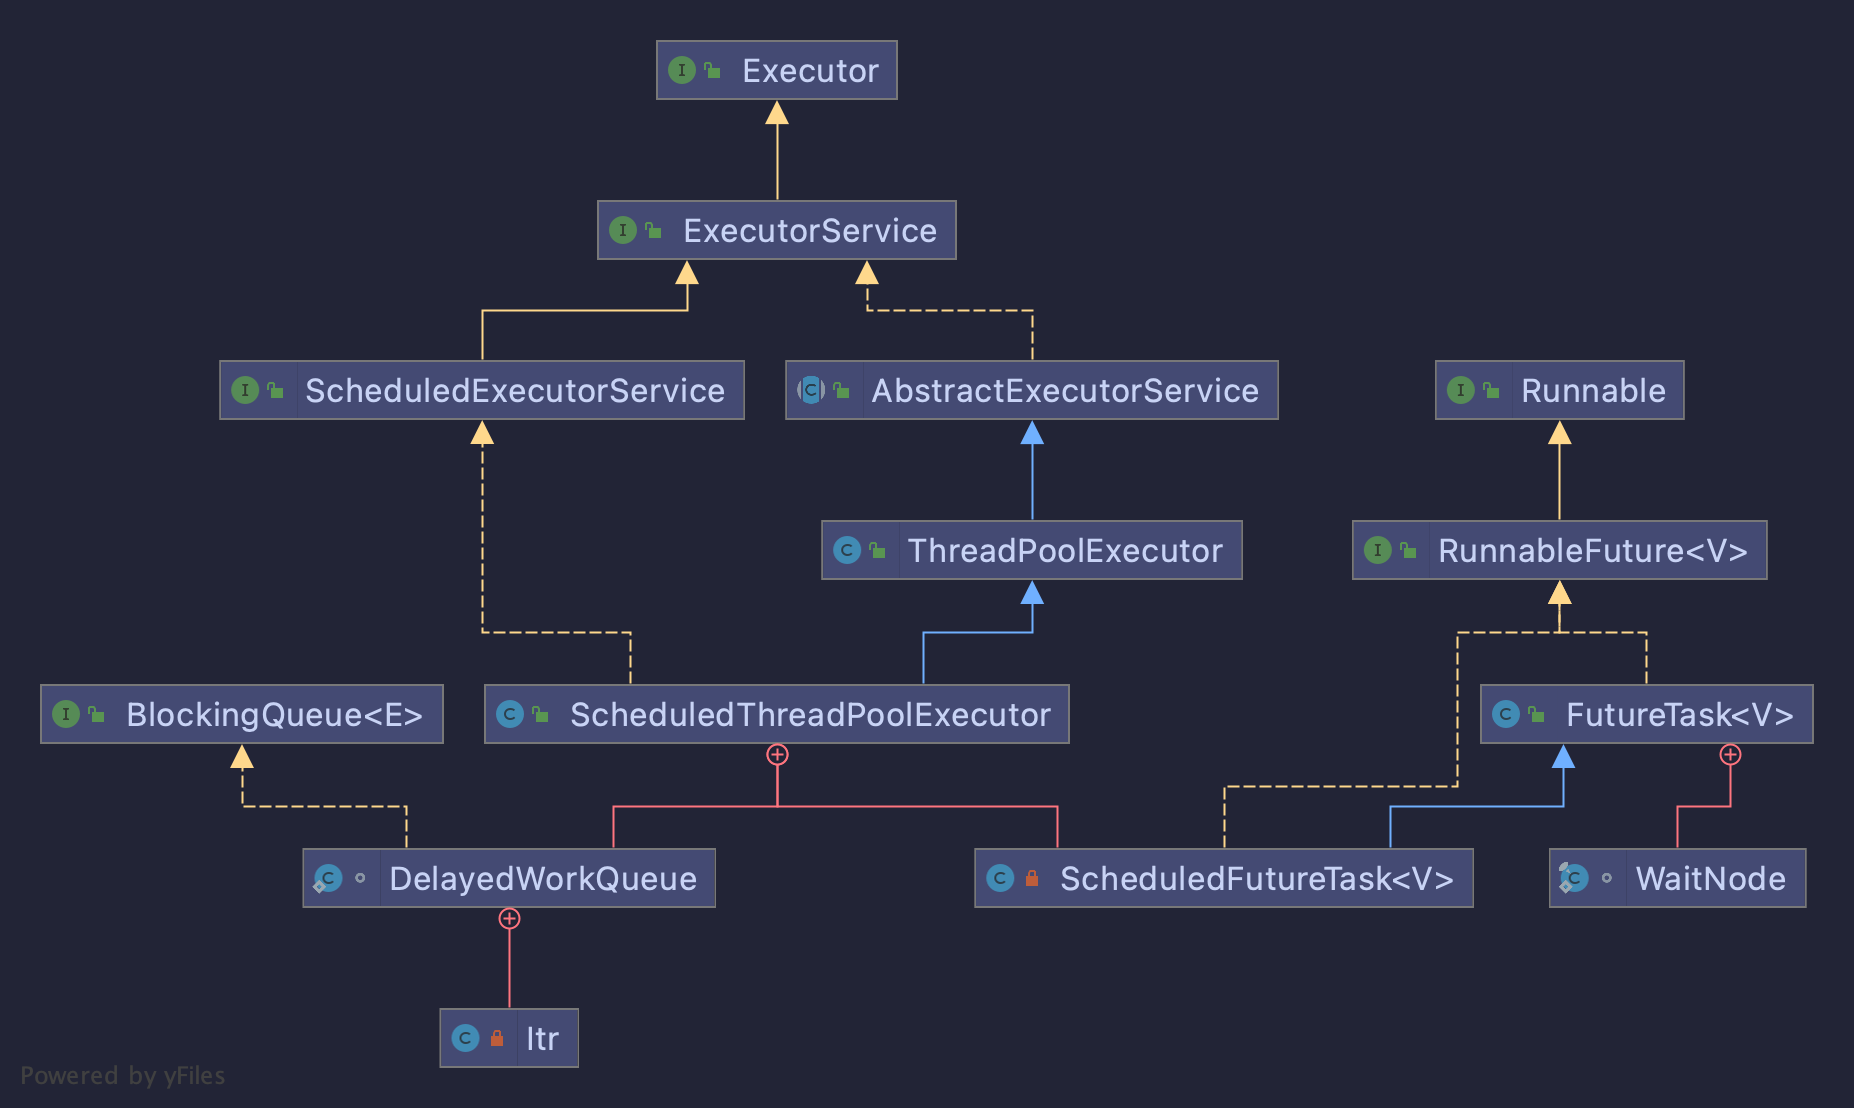 Executor
ExecutorService
ScheduledExecutorService
AbstractExecutorService
Runnable
ThreadPoolExecutor
RunnableFuture<V>
BlockingQueue<E>
ScheduledThreadPoolExecutor
FutureTask<V>
DelayedWorkQueue
ScheduledFutureTask<V>
WaitNode
Itr
Powered by yFiles